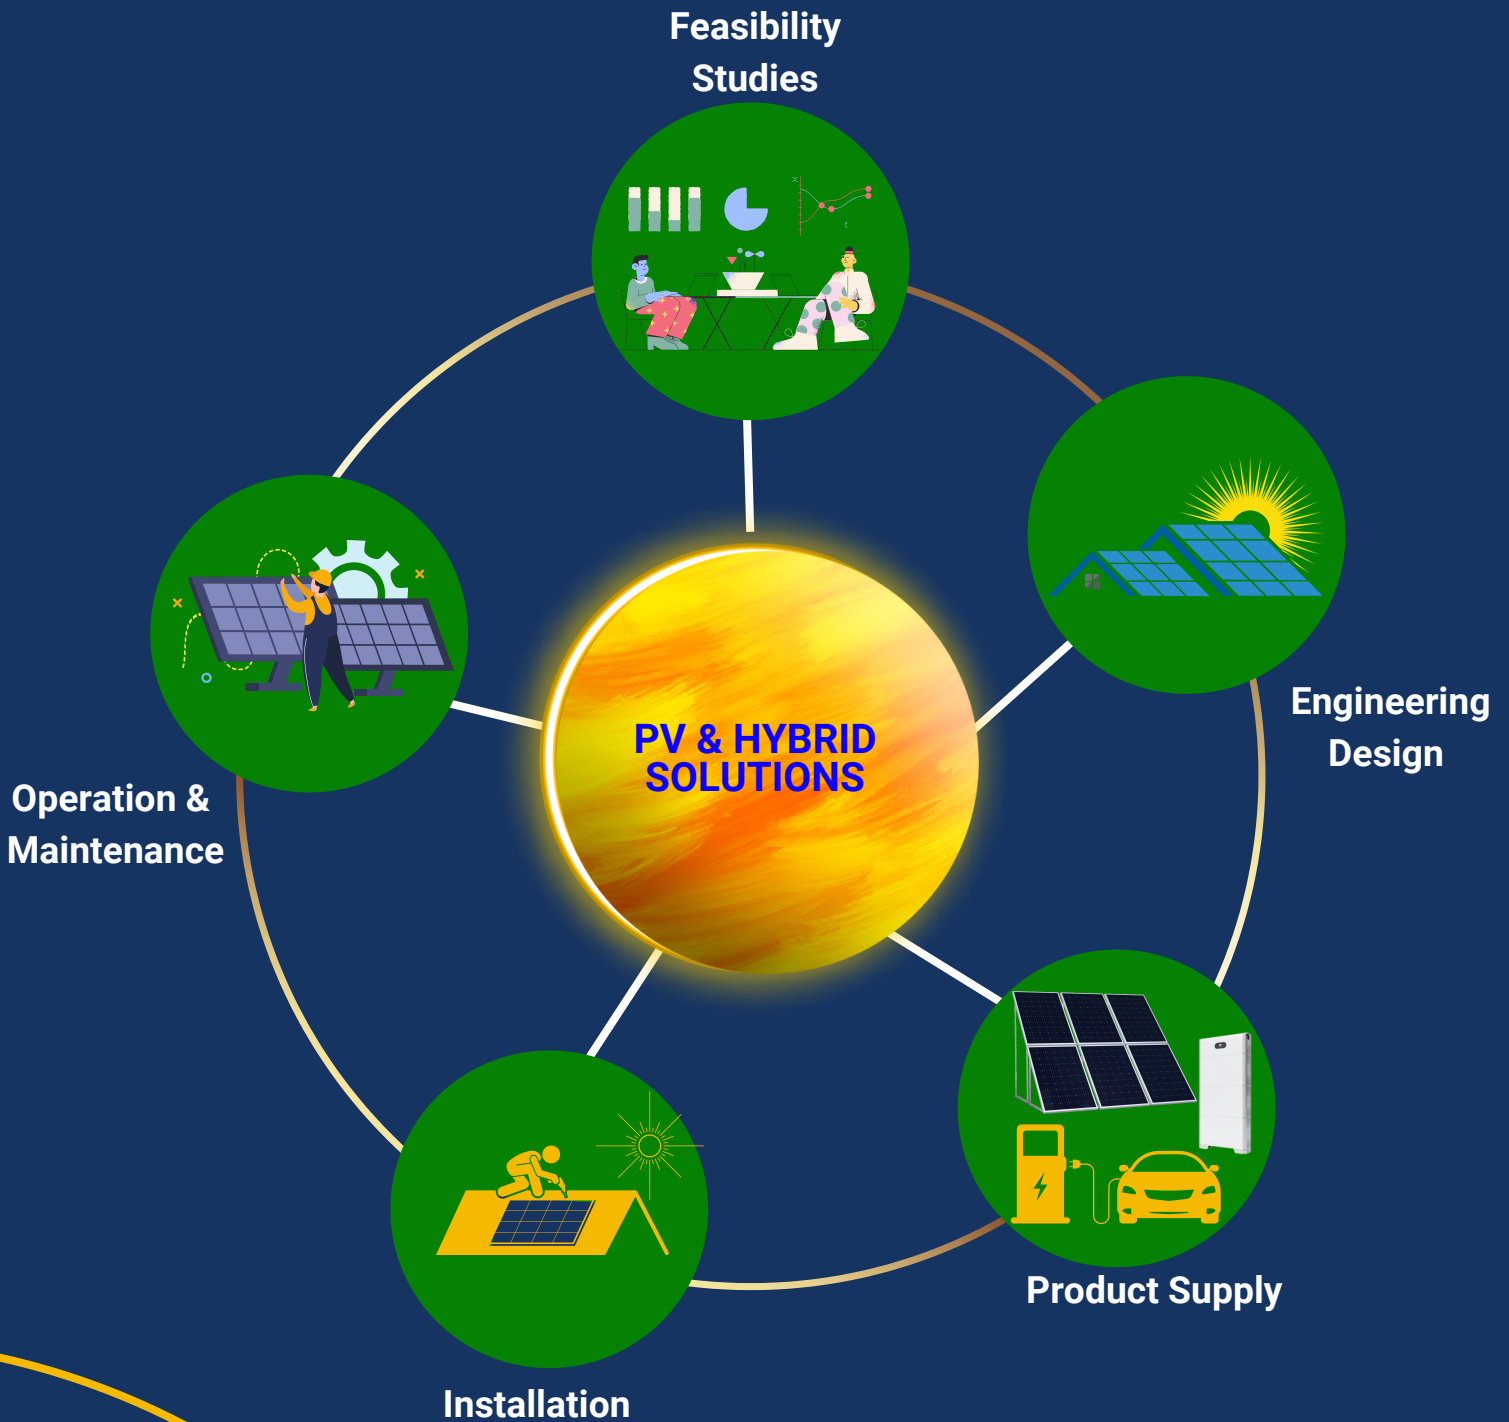 Feasibility
Studies
Engineering
Design
PV & HYBRID
SOLUTIONS
Operation &
Maintenance
Product Supply
Installation